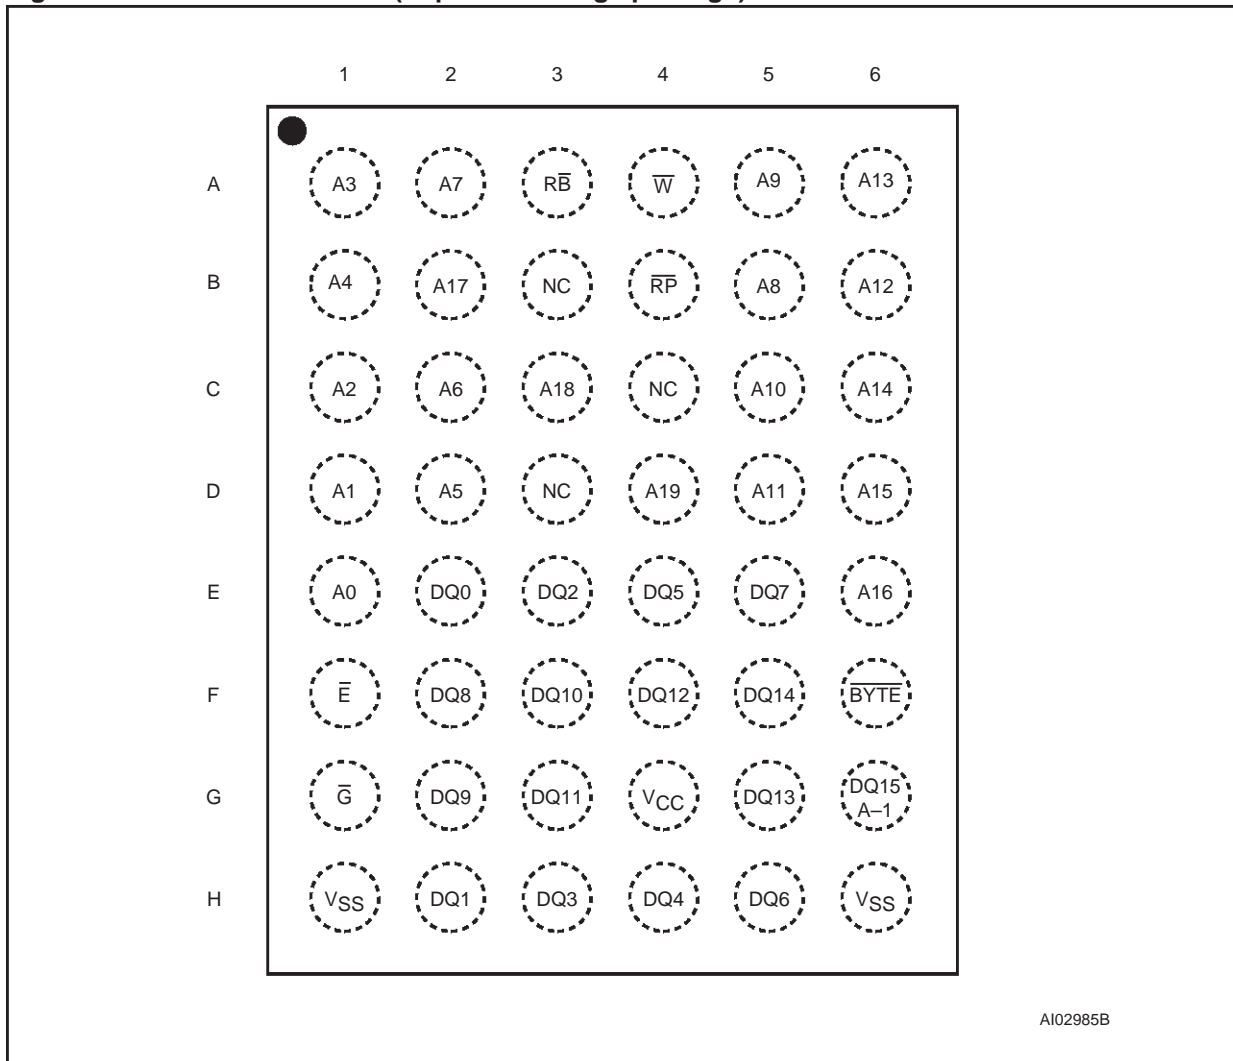 1 2 3 4 5 6
A A3 A7 RB̅ W̅ A9 A13
B A4 A17 NC R̅P̅ A8 A12
C A2 A6 A18 NC A10 A14
D A1 A5 NC A19 A11 A15
E A0 DQ0 DQ2 DQ5 DQ7 A16
F E̅ DQ8 DQ10 DQ12 DQ14 B̅Y̅T̅E̅
G G̅ DQ9 DQ11 VCC DQ13 DQ15
A–1
H VSS DQ1 DQ3 DQ4 DQ6 VSS
AI02985B